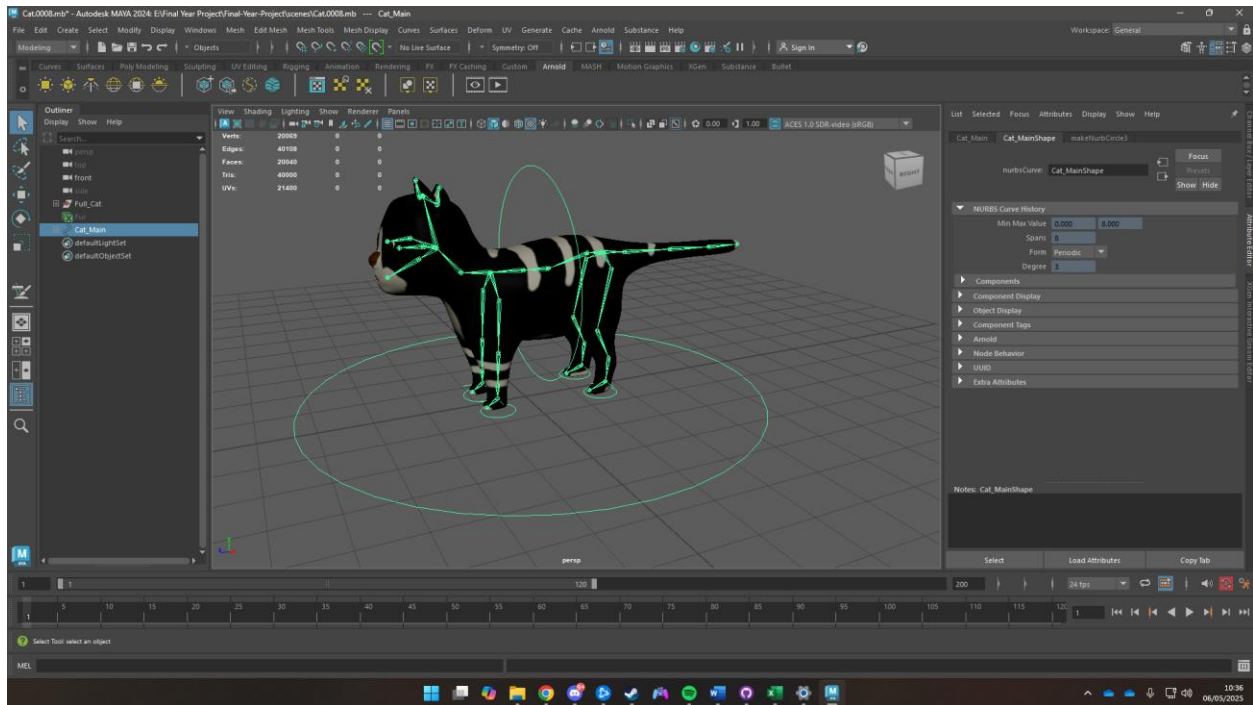 Cat.0008.mb* - Autodesk MAYA 2024: E:\Final Year Project\Final-Year-Project\scenes\Cat.0008.mb --- Cat_Main
File Edit Create Select Modify Display Windows Mesh Edit Mesh Mesh Tools Mesh Display Curves Surfaces Deform UV Generate Cache Arnold Substance Help
Workspace: General
Modeling Objects No Live Surface Symmetry: Off Sign In
Curves Surfaces Poly Modeling Sculpting UV Editing Rigging Animation Rendering FX FX Caching Custom Arnold MASH Motion Graphics XGen Substance Bullet
Outliner
Display Show Help
Search...
persp
top
front
side
Full_Cat
Fur
Cat_Main
defaultLightSet
defaultObjectSet
View Shading Lighting Show Renderer Panels
0.00 1.00 ACES 1.0 SDR-video (sRGB)
Verts: 20069 0 0
Edges: 40108 0 0
Faces: 20040 0 0
Tris: 40000 0 0
UVs: 21400 0 0
RIGHT
persp
List Selected Focus Attributes Display Show Help
Cat_Main Cat_MainShape makeNurbCircle3
nurbsCurve: Cat_MainShape
Focus
Presets
Show Hide
NURBS Curve History
Min Max Value 0.000 8.000
Spans 8
Form Periodic
Degree 3
Components
Component Display
Object Display
Component Tags
Arnold
Node Behavior
UUID
Extra Attributes
Notes: Cat_MainShape
Select Load Attributes Copy Tab
Channel Box / Layer Editor
Attribute Editor
XGen Interactive Groom Editor
1 1 120 200 24 fps
5 10 15 20 25 30 35 40 45 50 55 60 65 70 75 80 85 90 95 100 105 110 115 120
1 1
Select Tool: select an object
MEL
10:36
06/05/2025